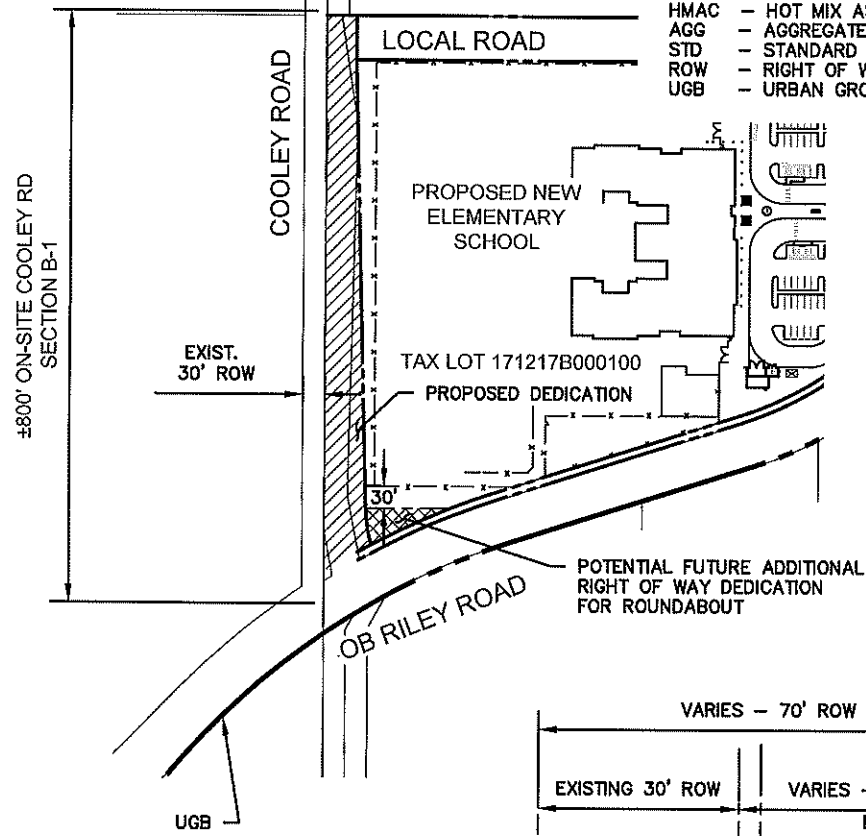 HMAC – HOT MIX
AGG – AGGREGATE
STD – STANDARD
ROW – RIGHT OF
UGB – URBAN
LOCAL ROAD
COOLEY ROAD
±800' ON-SITE COOLEY RD
SECTION B-1
PROPOSED NEW
ELEMENTARY
SCHOOL
EXIST.
30' ROW
TAX LOT 171217B000100
PROPOSED DEDICATION
30'
POTENTIAL FUTURE ADDITIONAL
RIGHT OF WAY DEDICATION
FOR ROUNDABOUT
OB RILEY ROAD
UGB
VARIES – 70' ROW
EXISTING 30' ROW
VARIES –